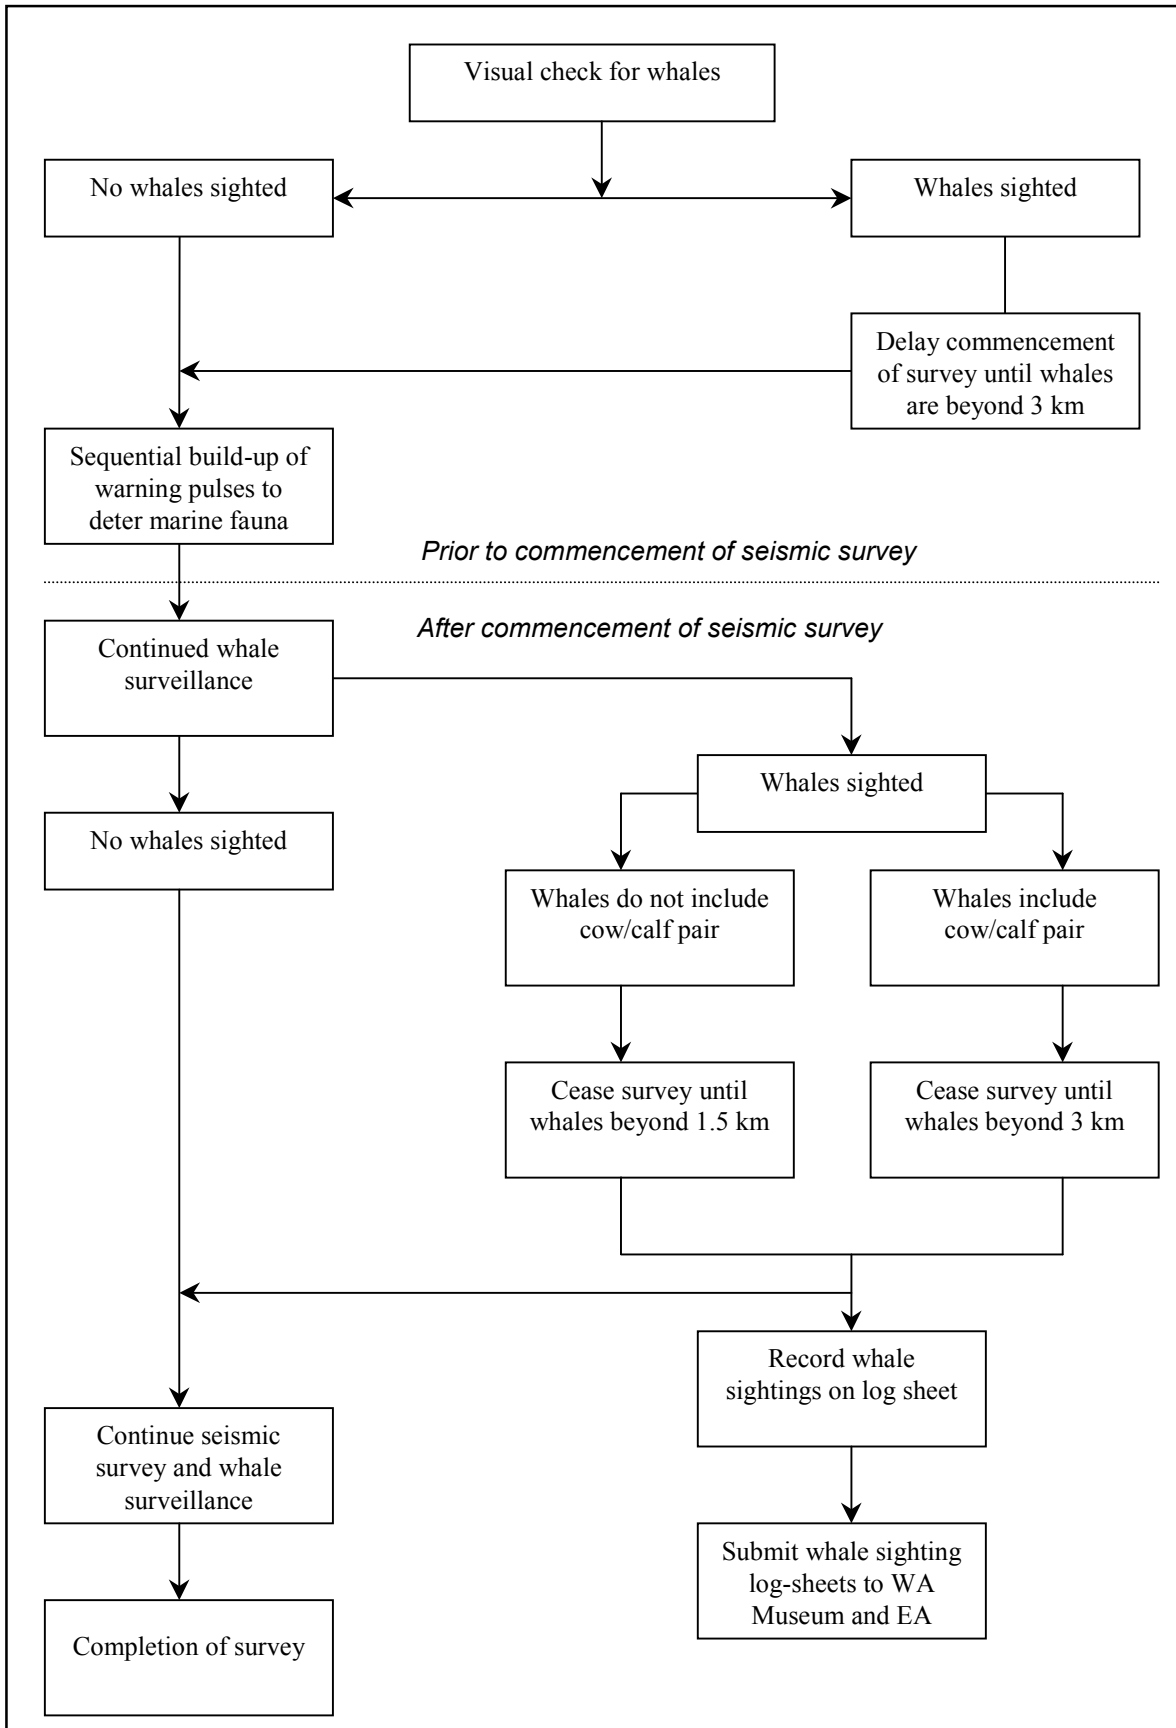 Visual check for whales
No whales sighted
Whales sighted
Delay commencement
of survey until whales
are beyond 3 km
Sequential build-up of
warning pulses to
deter marine fauna
Prior to commencement of seismic survey
After commencement of seismic survey
Continued whale
surveillance
Whales sighted
No whales sighted
Whales do not include
cow/calf pair
Whales include
cow/calf pair
Cease survey until
whales beyond 1.5 km
Cease survey until
whales beyond 3 km
Record whale
sightings on log sheet
Continue seismic
survey and whale
surveillance
Submit whale sighting
log-sheets to WA
Museum and EA
Completion of survey